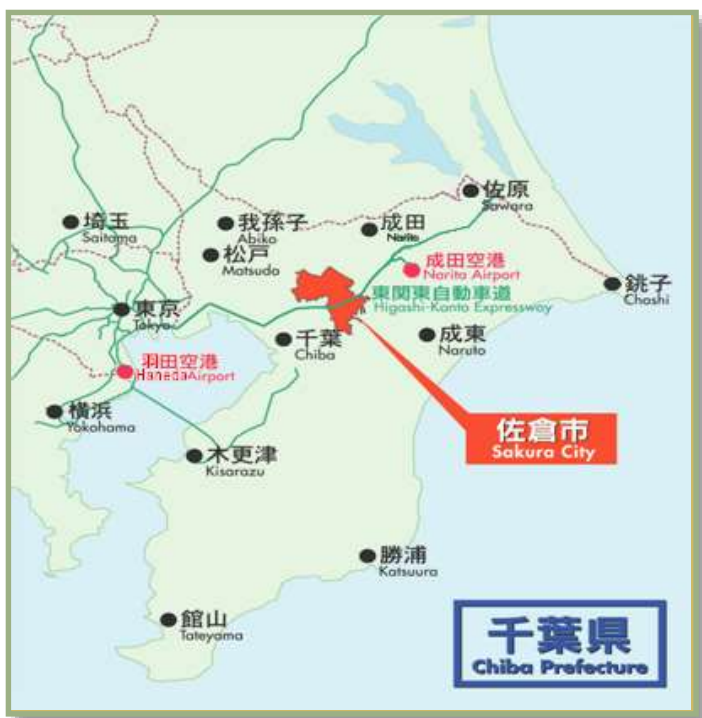 佐原
Sawara
埼玉
Saitama
我孫子
Abiko
成田
Narita
松戸
Matsudo
成田空港
Narita Airport
銚子
Choshi
東関東自動車道
Higashi-Kanto Expressway
東京
Tokyo
千葉
Chiba
成東
Naruto
羽田空港
HanedaAirport
横浜
Yokohama
佐倉市
Sakura City
木更津
Kisarazu
勝浦
Katsuura
館山
Tateyama
千葉県
Chiba Prefecture